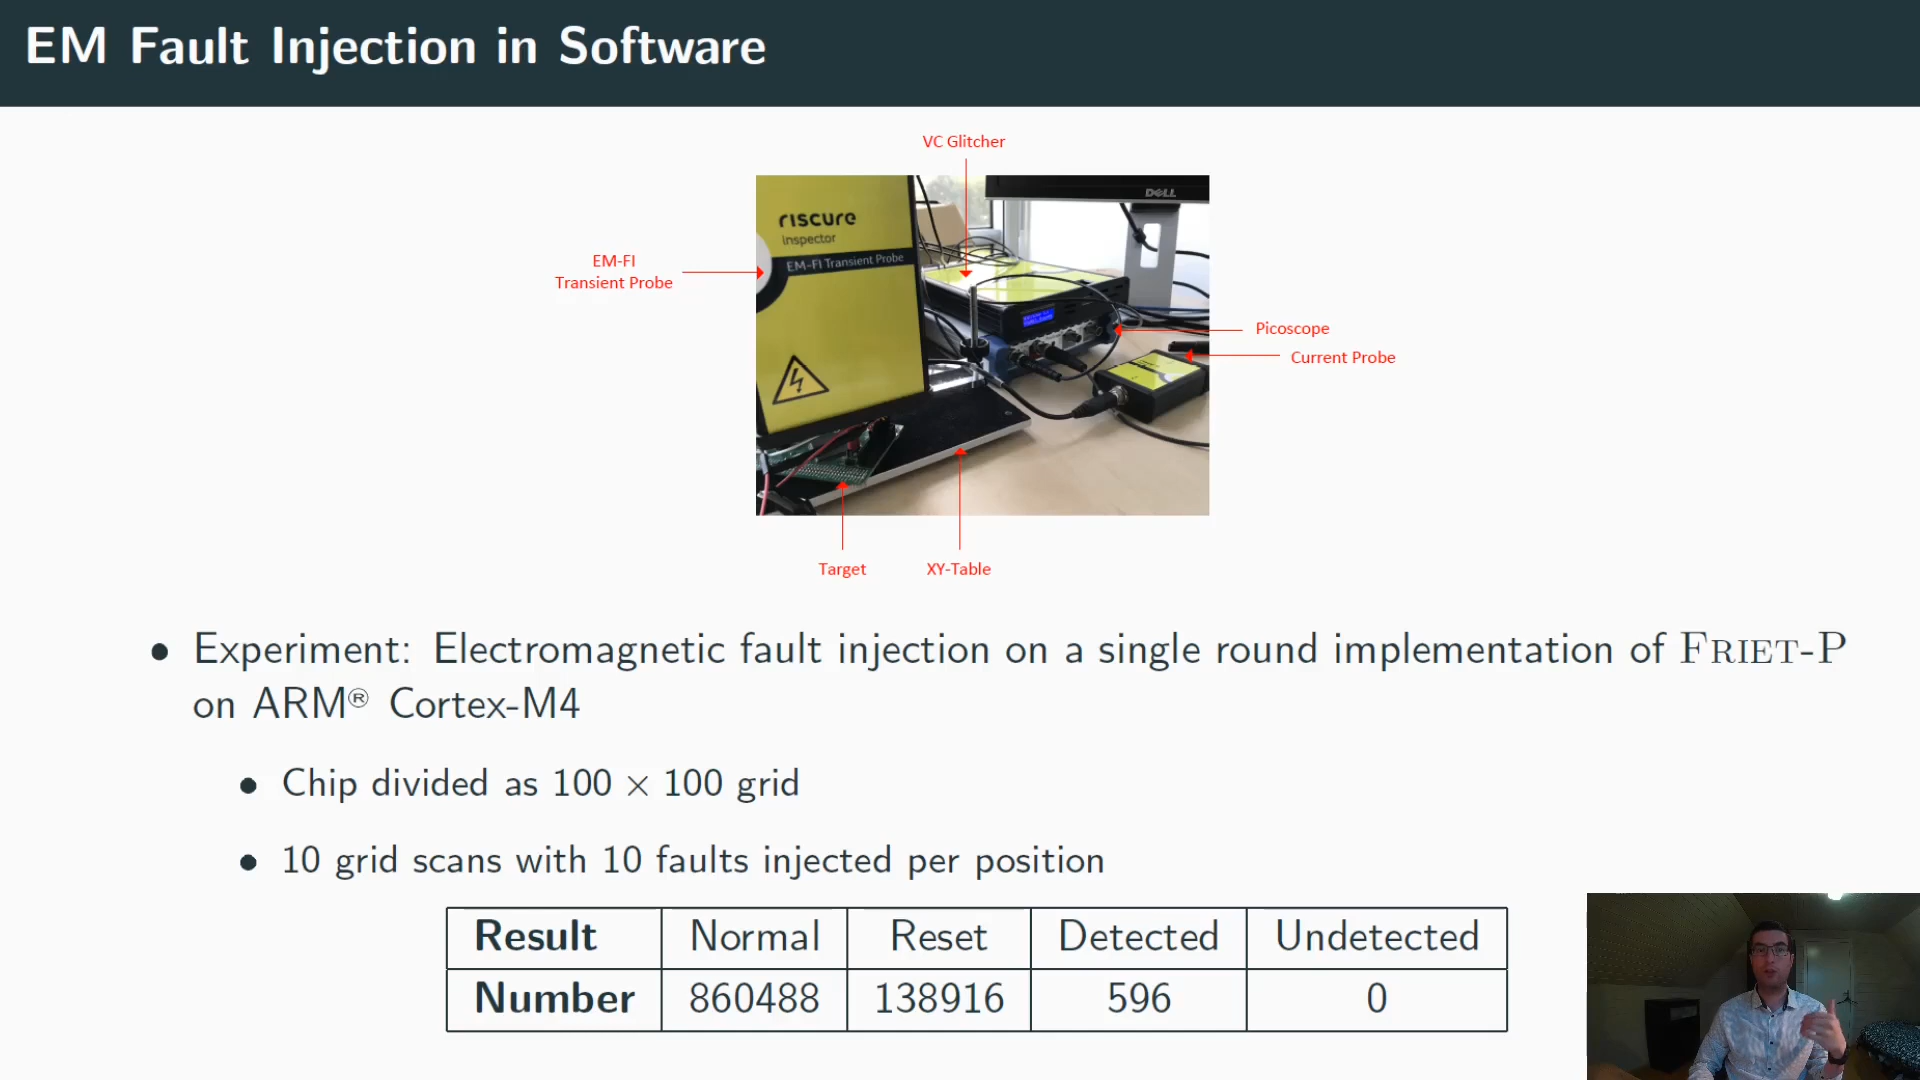 EM Fault Injection in Software
VC Glitcher
DELL
riscure
inspector
EM-FI Transient Probe
EM-FI
Transient Probe
Picoscope
Current Probe
Target
XY-Table
• Experiment: Electromagnetic fault injection on a single round implementation of FRIET-P
on ARM® Cortex-M4
• Chip divided as 100 × 100 grid
• 10 grid scans with 10 faults injected per position
Result Normal Reset Detected Undetected
Number 860488 138916 596 0